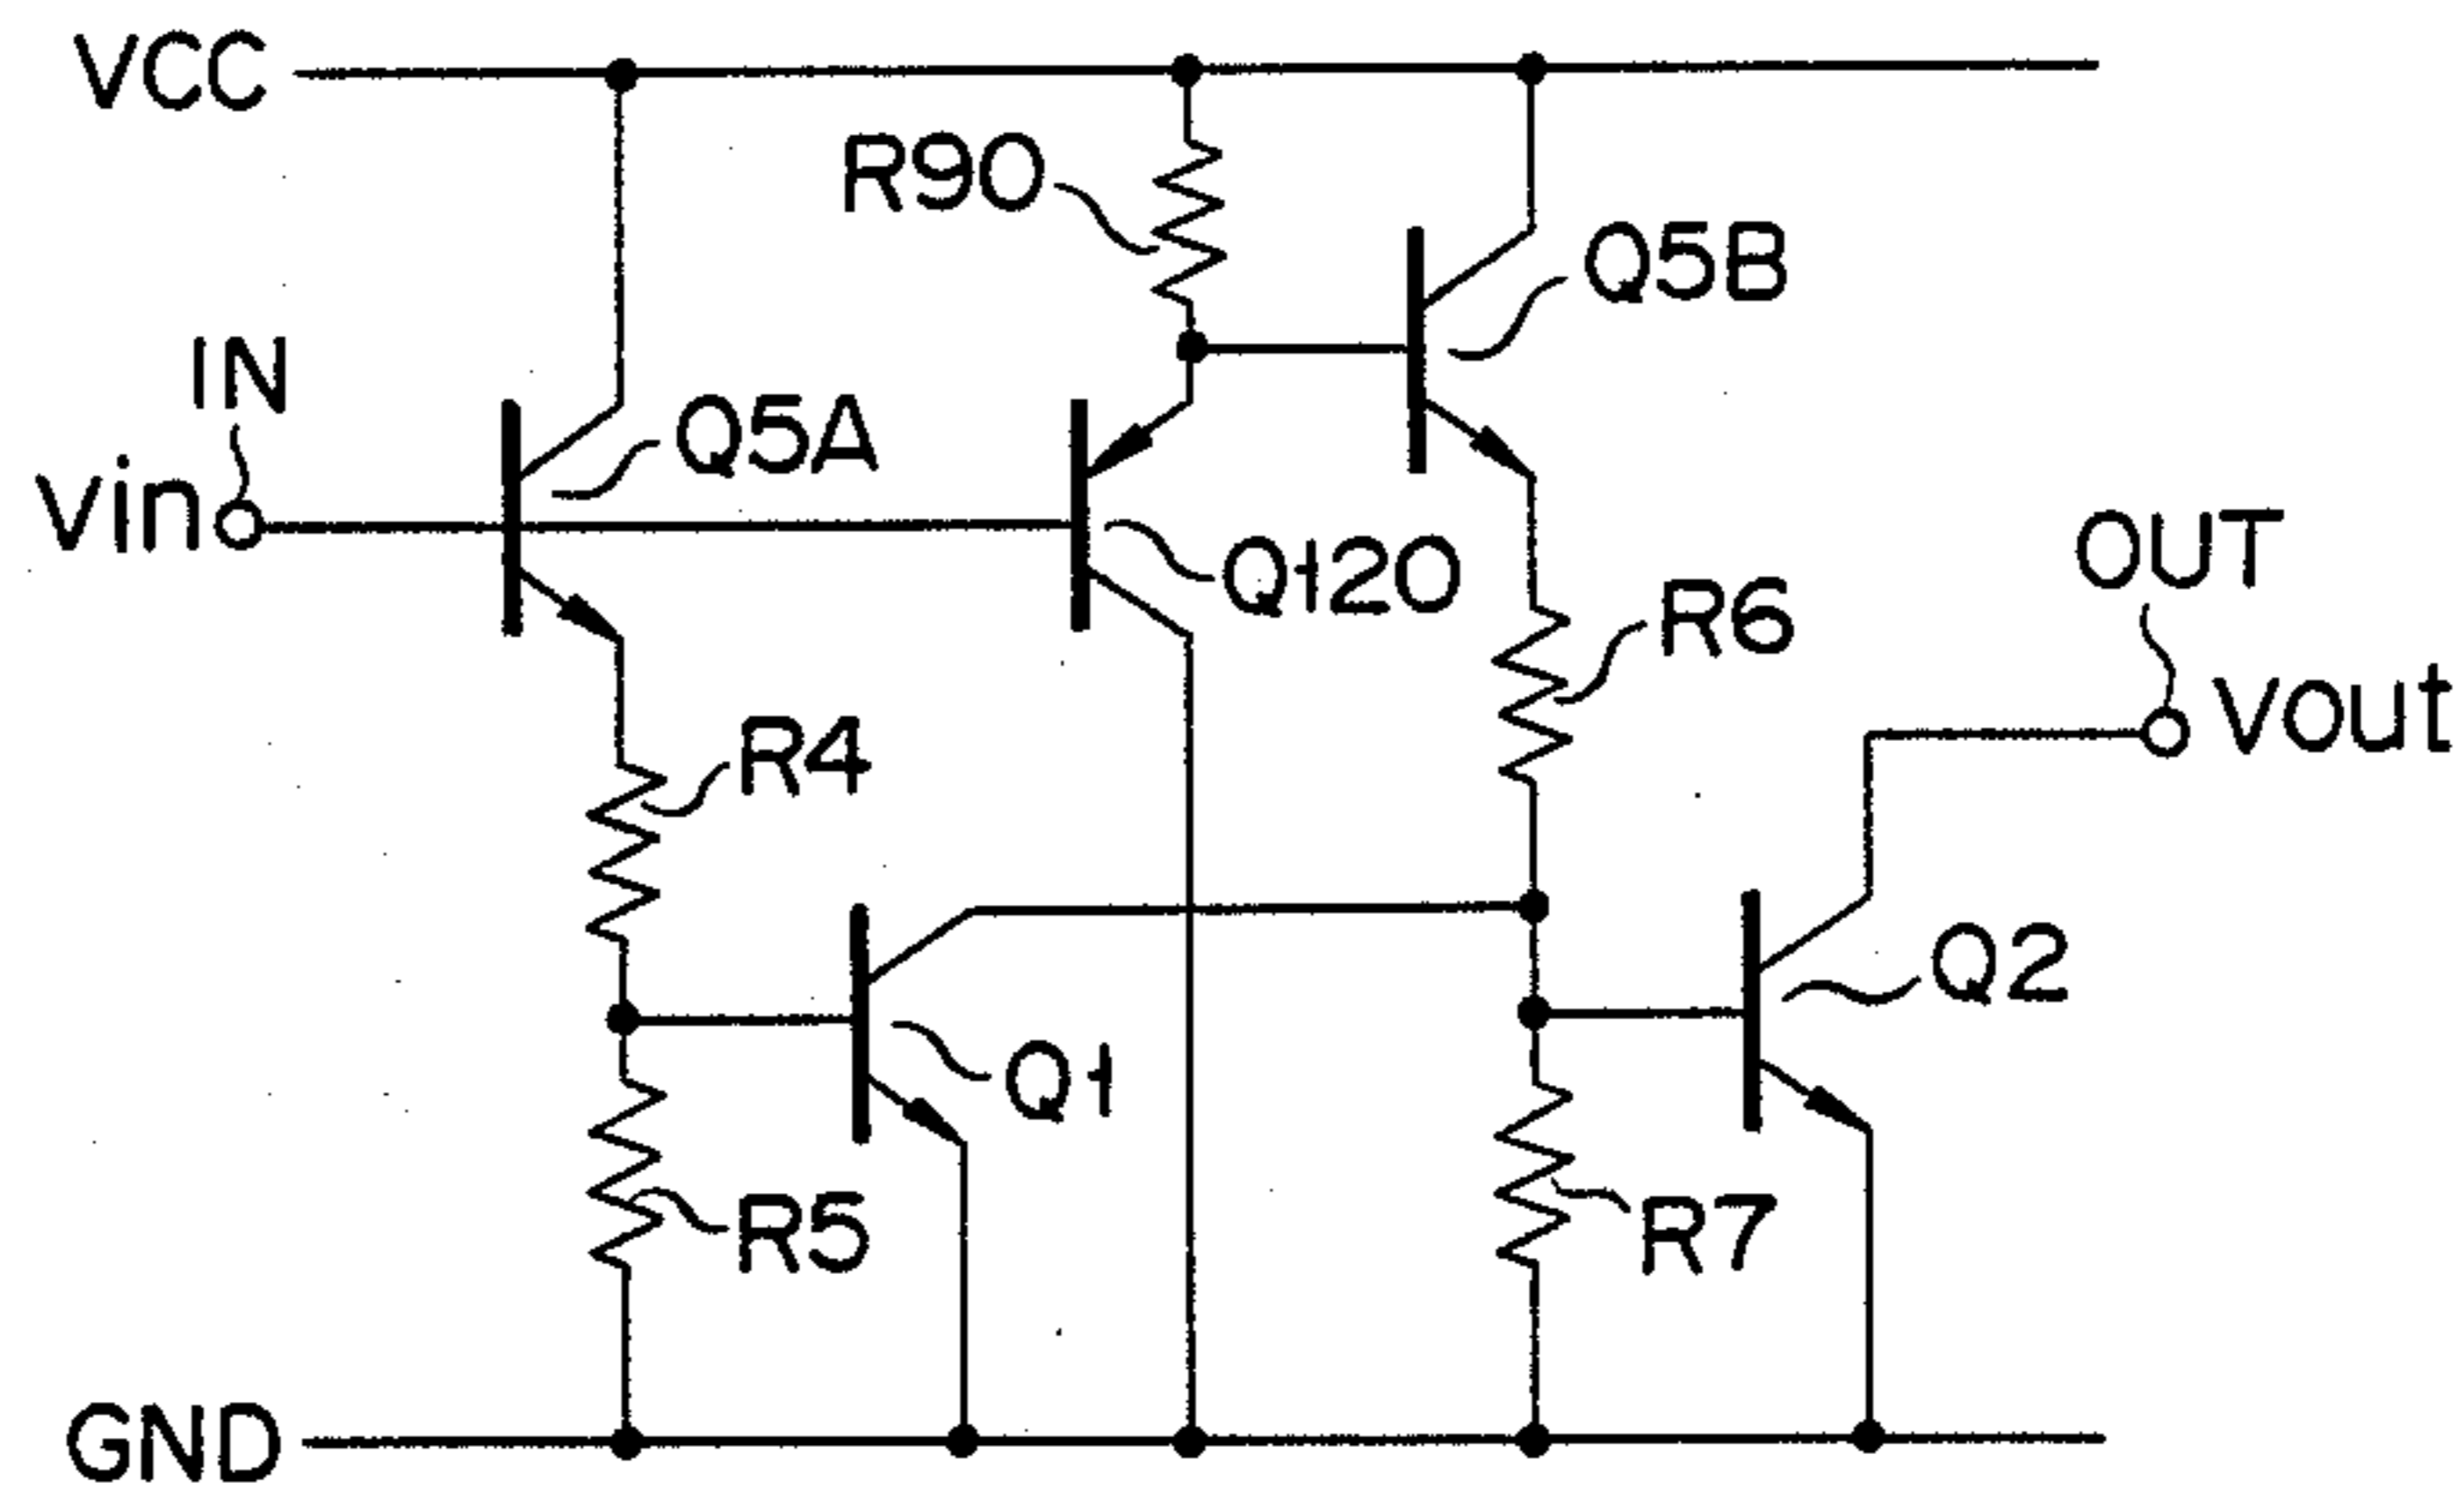 VCC
R90
Q5B
IN
Q5A
Vin
Q120
OUT
R6
Vout
R4
Q2
Q1
R5
R7
GND